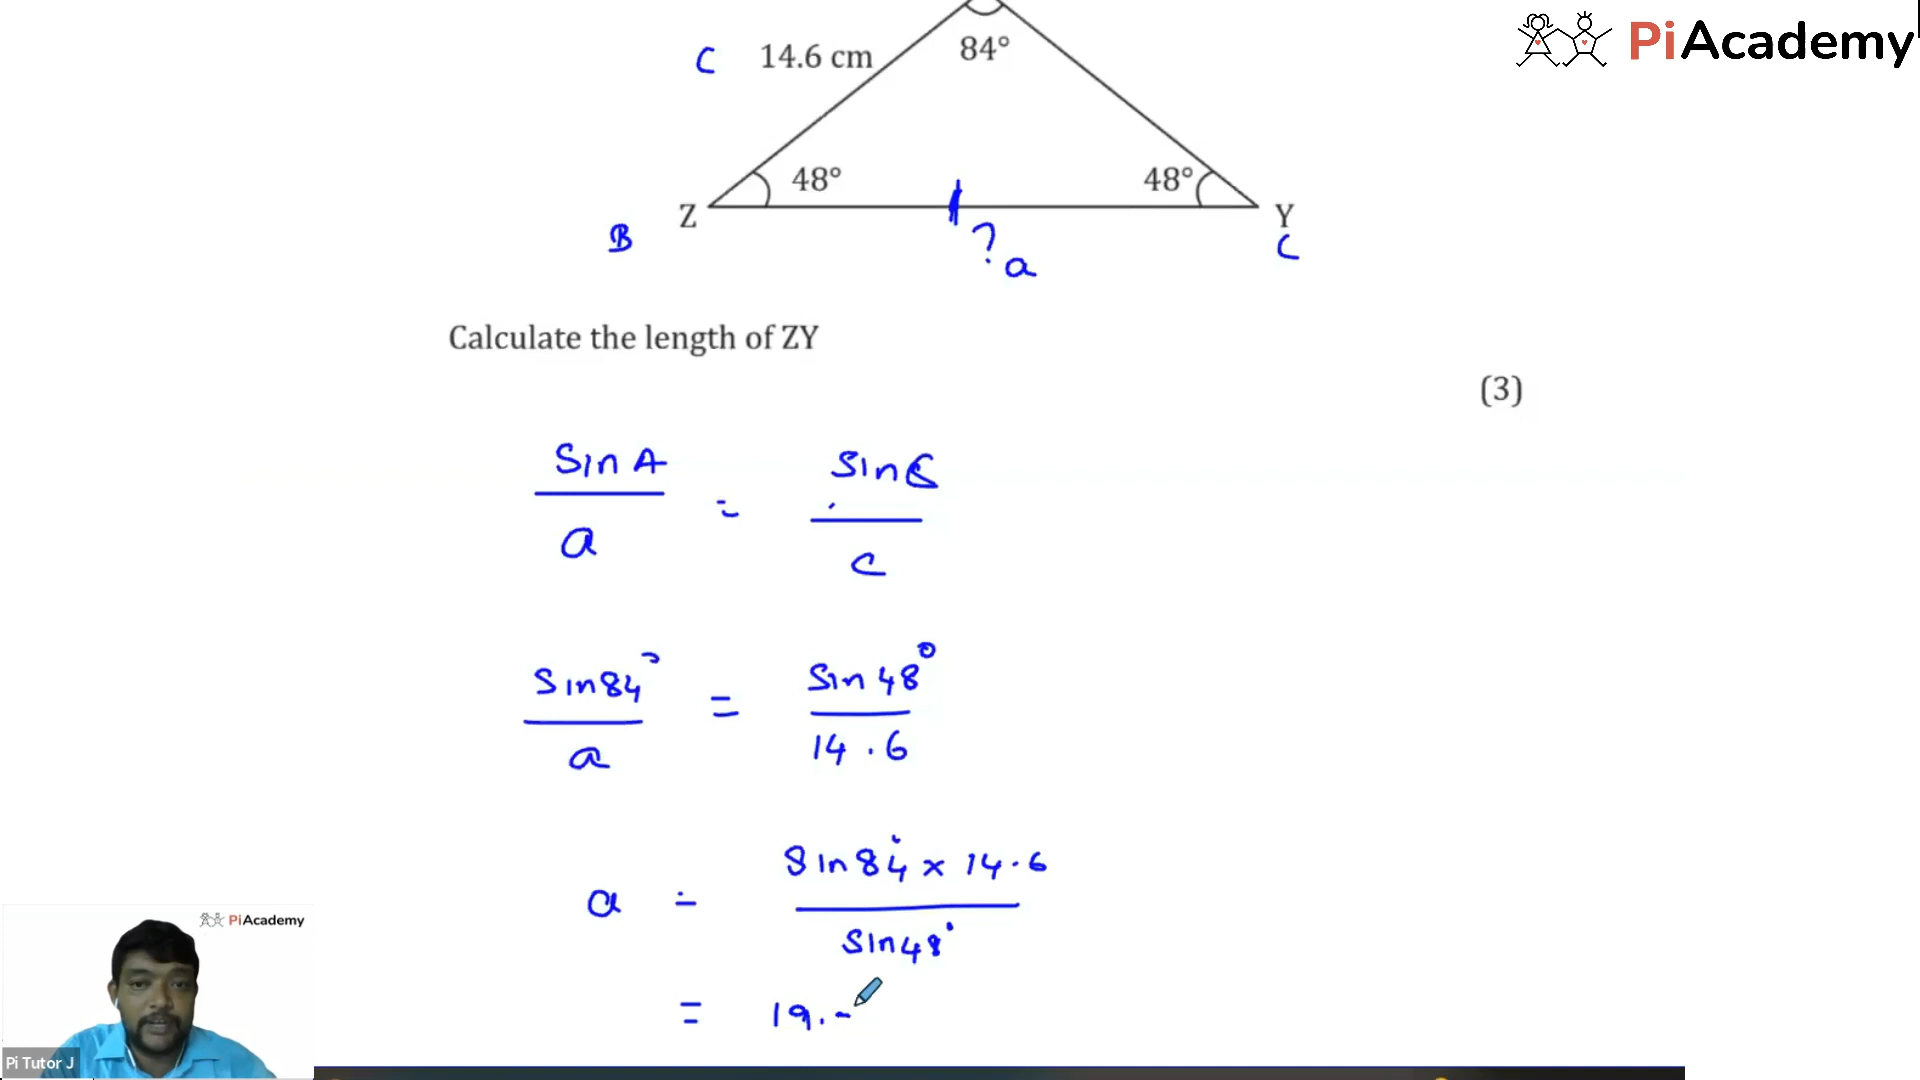 PiAcademy
C 14.6 cm 84°
48° 48°
Z Y
B ? a C
Calculate the length of ZY
(3)
Sin A = Sin C
a c
Sin 84° = Sin 48°
a 14.6
a = Sin 84° × 14.6
Sin 48°
= 19.
PiAcademy
Pi Tutor J